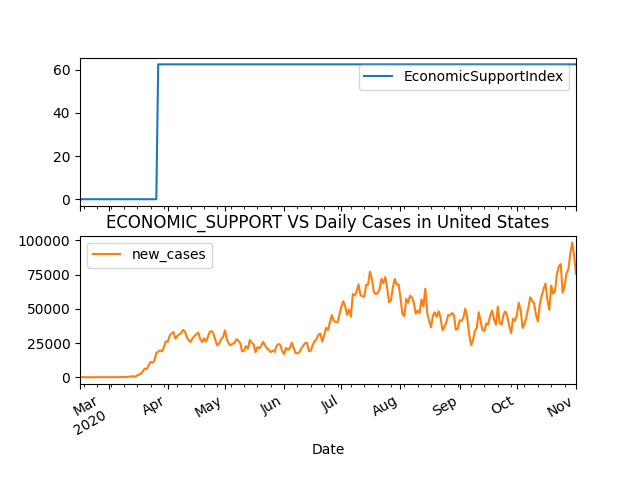 60
40
20
0
EconomicSupportIndex
ECONOMIC_SUPPORT VS Daily Cases in United States
100000
75000
50000
25000
0
new_cases
Mar
2020
Apr
May
Jun
Jul
Aug
Sep
Oct
Nov
Date